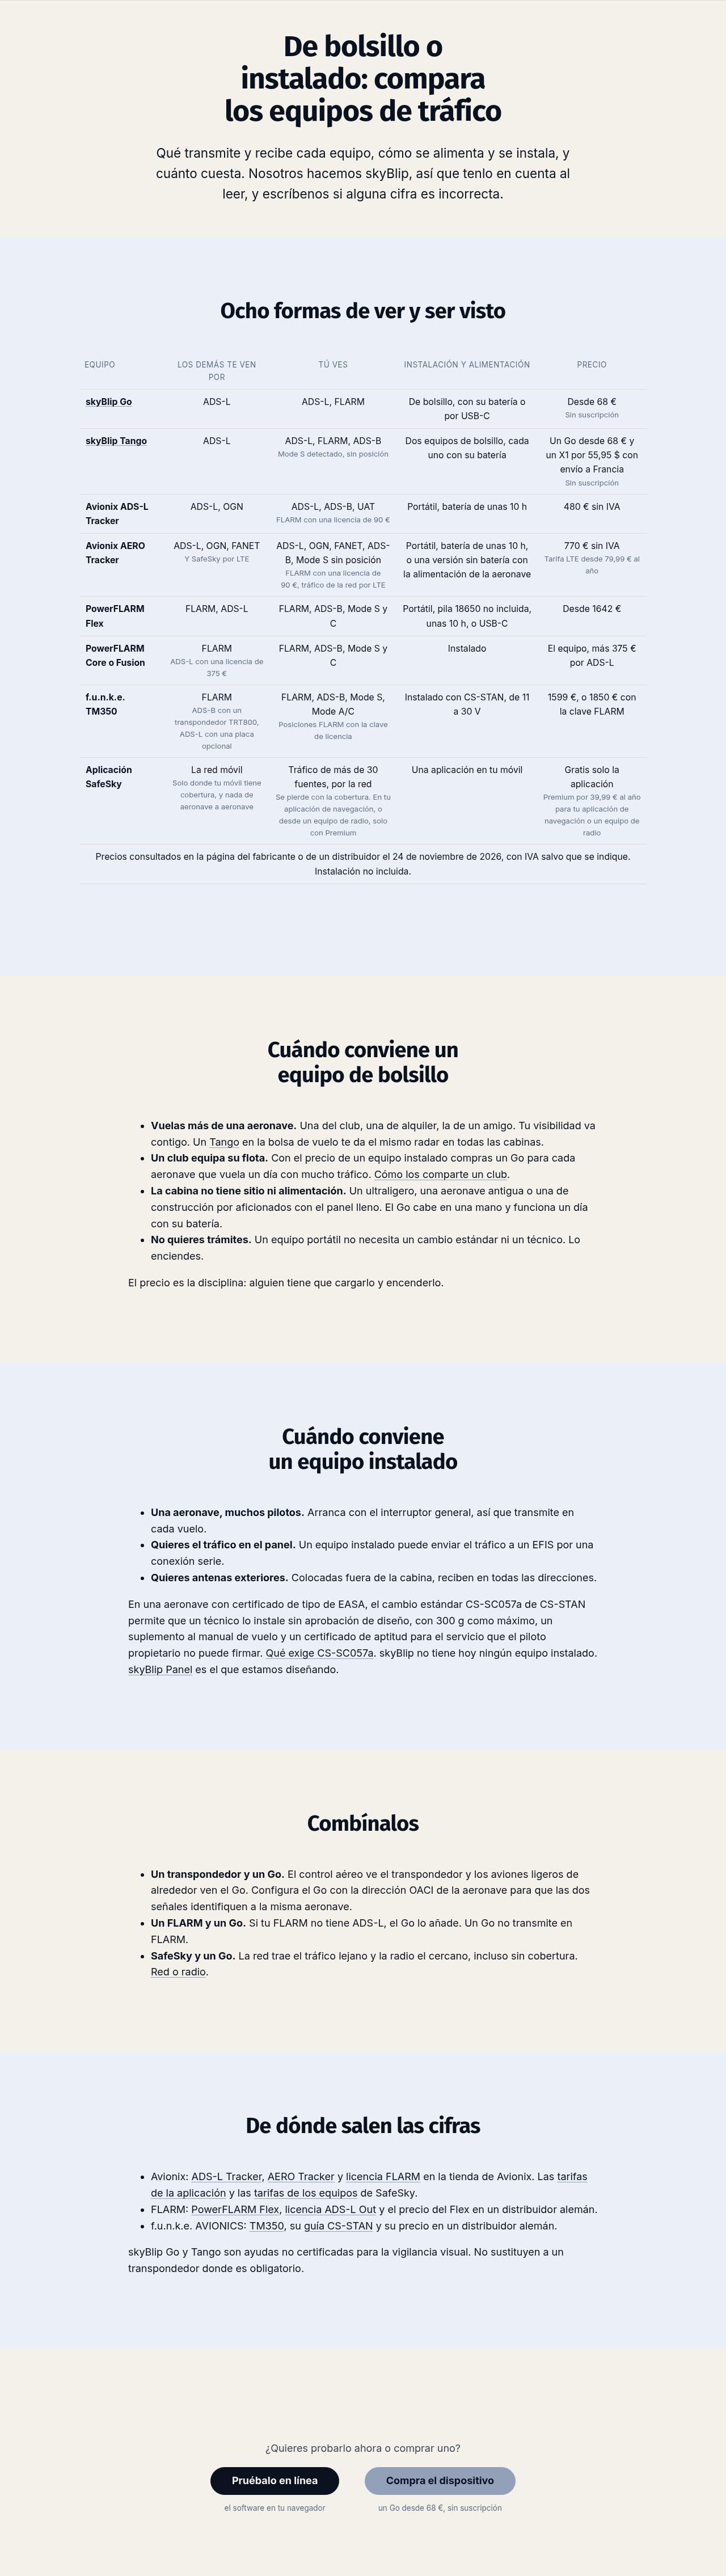 De bolsillo o
instalado: compara
los equipos de tráfico
Qué transmite y recibe cada equipo, cómo se alimenta y se instala, y
cuánto cuesta. Nosotros hacemos skyBlip, así que tenlo en cuenta al
leer, y escríbenos si alguna cifra es incorrecta.
Ocho formas de ver y ser visto
EQUIPO
LOS DEMÁS TE VEN
POR
TÚ VES
INSTALACIÓN Y ALIMENTACIÓN
PRECIO
skyBlip Go
ADS-L
ADS-L, FLARM
De bolsillo, con su batería o
por USB-C
Desde 68 €
Sin suscripción
skyBlip Tango
ADS-L
ADS-L, FLARM, ADS-B
Mode S detectado, sin posición
Dos equipos de bolsillo, cada
uno con su batería
Un Go desde 68 € y
un X1 por 55,95 $ con
envío a Francia
Sin suscripción
Avionix ADS-L
Tracker
ADS-L, OGN
ADS-L, ADS-B, UAT
FLARM con una licencia de 90 €
Portátil, batería de unas 10 h
480 € sin IVA
Avionix AERO
Tracker
ADS-L, OGN, FANET
Y SafeSky por LTE
ADS-L, OGN, FANET, ADS-
B, Mode S sin posición
FLARM con una licencia de
90 €, tráfico de la red por LTE
Portátil, batería de unas 10 h,
o una versión sin batería con
la alimentación de la aeronave
770 € sin IVA
Tarifa LTE desde 79,99 € al
año
PowerFLARM
Flex
FLARM, ADS-L
FLARM, ADS-B, Mode S y
C
Portátil, pila 18650 no incluida,
unas 10 h, o USB-C
Desde 1642 €
PowerFLARM
Core o Fusion
FLARM
ADS-L con una licencia de
375 €
FLARM, ADS-B, Mode S y
C
Instalado
El equipo, más 375 €
por ADS-L
f.u.n.k.e.
TM350
FLARM
ADS-B con un
transpondedor TRT800,
ADS-L con una placa
opcional
FLARM, ADS-B, Mode S,
Mode A/C
Posiciones FLARM con la clave
de licencia
Instalado con CS-STAN, de 11
a 30 V
1599 €, o 1850 € con
la clave FLARM
Aplicación
SafeSky
La red móvil
Solo donde tu móvil tiene
cobertura, y nada de
aeronave a aeronave
Tráfico de más de 30
fuentes, por la red
Se pierde con la cobertura. En tu
aplicación de navegación, o
desde un equipo de radio, solo
con Premium
Una aplicación en tu móvil
Gratis solo la
aplicación
Premium por 39,99 € al año
para tu aplicación de
navegación o un equipo de
radio
Precios consultados en la página del fabricante o de un distribuidor el 24 de noviembre de 2026, con IVA salvo que se indique.
Instalación no incluida.
Cuándo conviene un
equipo de bolsillo
• Vuelas más de una aeronave. Una del club, una de alquiler, la de un amigo. Tu visibilidad va
contigo. Un Tango en la bolsa de vuelo te da el mismo radar en todas las cabinas.
• Un club equipa su flota. Con el precio de un equipo instalado compras un Go para cada
aeronave que vuela un día con mucho tráfico. Cómo los comparte un club.
• La cabina no tiene sitio ni alimentación. Un ultraligero, una aeronave antigua o una de
construcción por aficionados con el panel lleno. El Go cabe en una mano y funciona un día
con su batería.
• No quieres trámites. Un equipo portátil no necesita un cambio estándar ni un técnico. Lo
enciendes.
El precio es la disciplina: alguien tiene que cargarlo y encenderlo.
Cuándo conviene
un equipo instalado
• Una aeronave, muchos pilotos. Arranca con el interruptor general, así que transmite en
cada vuelo.
• Quieres el tráfico en el panel. Un equipo instalado puede enviar el tráfico a un EFIS por una
conexión serie.
• Quieres antenas exteriores. Colocadas fuera de la cabina, reciben en todas las direcciones.
En una aeronave con certificado de tipo de EASA, el cambio estándar CS-SC057a de CS-STAN
permite que un técnico lo instale sin aprobación de diseño, con 300 g como máximo, un
suplemento al manual de vuelo y un certificado de aptitud para el servicio que el piloto
propietario no puede firmar. Qué exige CS-SC057a. skyBlip no tiene hoy ningún equipo instalado.
skyBlip Panel es el que estamos diseñando.
Combínalos
• Un transpondedor y un Go. El control aéreo ve el transpondedor y los aviones ligeros de
alrededor ven el Go. Configura el Go con la dirección OACI de la aeronave para que las dos
señales identifiquen a la misma aeronave.
• Un FLARM y un Go. Si tu FLARM no tiene ADS-L, el Go lo añade. Un Go no transmite en
FLARM.
• SafeSky y un Go. La red trae el tráfico lejano y la radio el cercano, incluso sin cobertura.
Red o radio.
De dónde salen las cifras
• Avionix: ADS-L Tracker, AERO Tracker y licencia FLARM en la tienda de Avionix. Las tarifas
de la aplicación y las tarifas de los equipos de SafeSky.
• FLARM: PowerFLARM Flex, licencia ADS-L Out y el precio del Flex en un distribuidor alemán.
• f.u.n.k.e. AVIONICS: TM350, su guía CS-STAN y su precio en un distribuidor alemán.
skyBlip Go y Tango son ayudas no certificadas para la vigilancia visual. No sustituyen a un
transpondedor donde es obligatorio.
¿Quieres probarlo ahora o comprar uno?
Pruébalo en línea
Compra el dispositivo
el software en tu navegador
un Go desde 68 €, sin suscripción